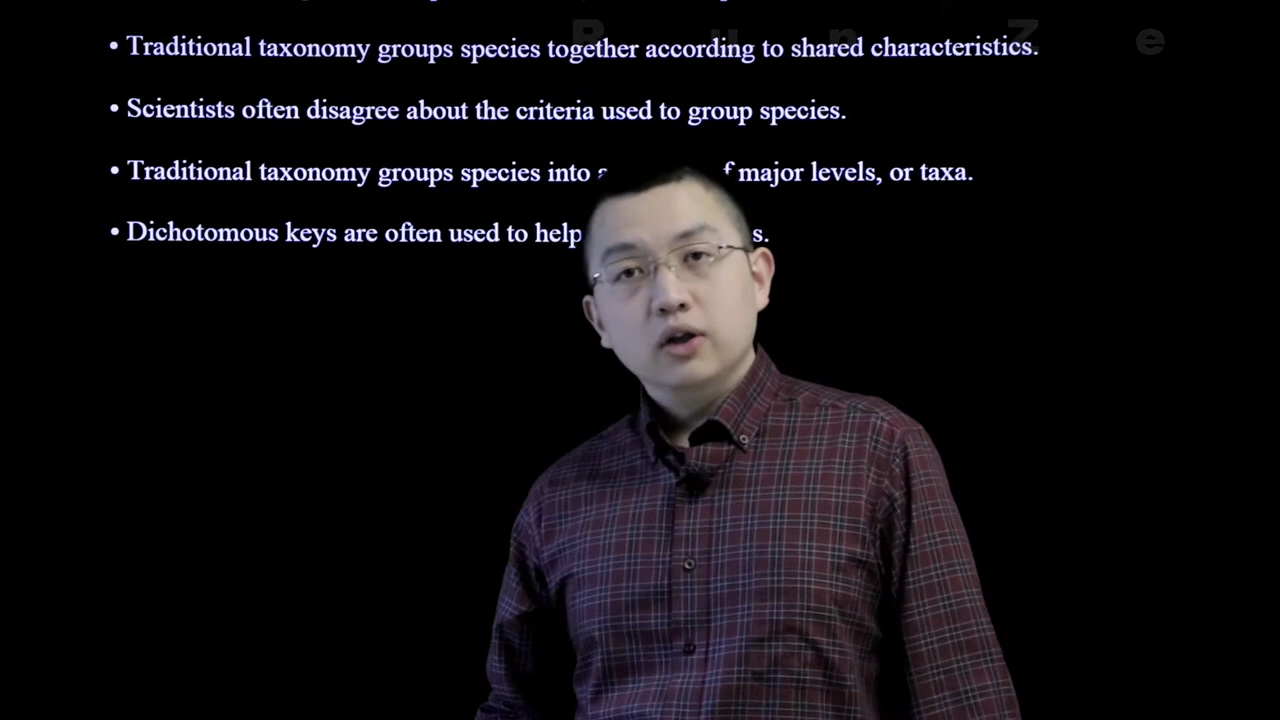 • Traditional taxonomy groups species together according to shared characteristics.
• Scientists often disagree about the criteria used to group species.
• Traditional taxonomy groups species into major levels, or taxa.
• Dichotomous keys are often used to help